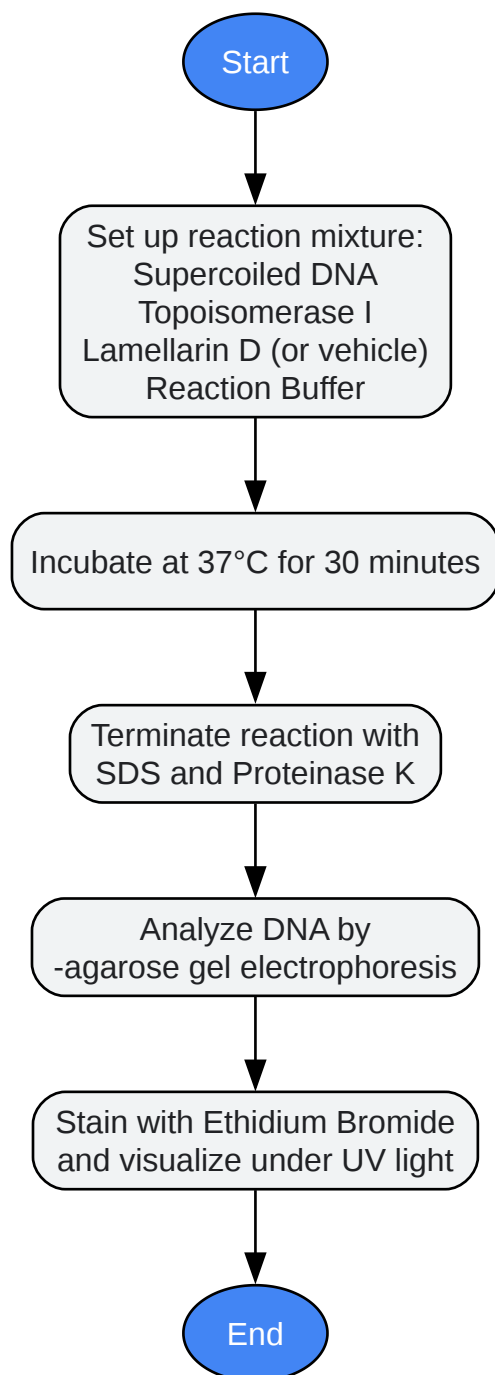 Start
Set up reaction mixture:
Supercoiled DNA
Topoisomerase I
Lamellarin D (or vehicle)
Reaction Buffer
Incubate at 37°C for 30 minutes
Terminate reaction with
SDS and Proteinase K
Analyze DNA by
-agarose gel electrophoresis
Stain with Ethidium Bromide
and visualize under UV light
End